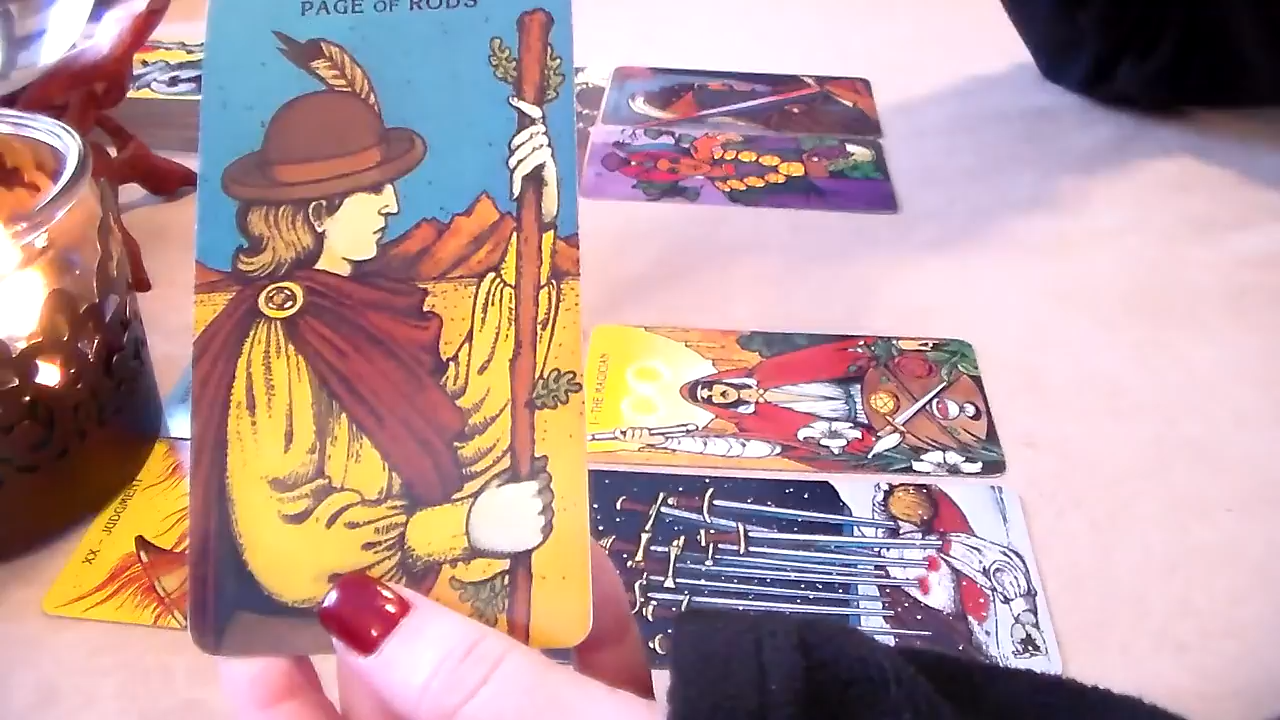 PAGE OF RODS
I - THE MAGICIAN
XX - JUDGMENT